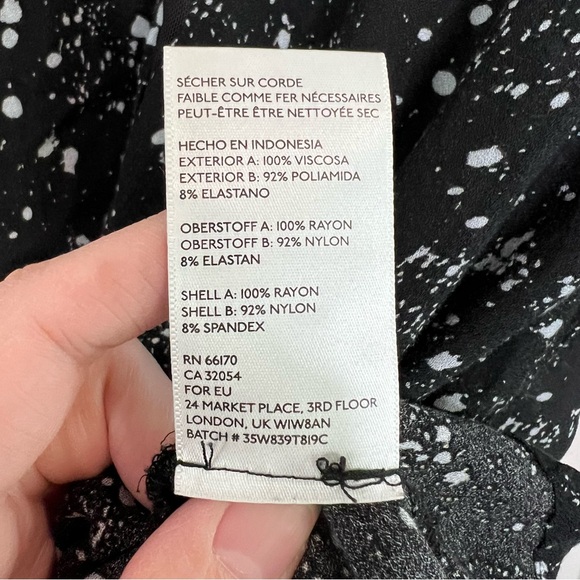 SÉCHER SUR CORDE
FAIBLE COMME FER NÉCESSAIRES
PEUT-ÊTRE ÊTRE NETTOYÉE SEC
HECHO EN INDONESIA
EXTERIOR A: 100% VISCOSA
EXTERIOR B: 92% POLIAMIDA
8% ELASTANO
OBERSTOFF A: 100% RAYON
OBERSTOFF B: 92% NYLON
8% ELASTAN
SHELL A: 100% RAYON
SHELL B: 92% NYLON
8% SPANDEX
RN 66170
CA 32054
FOR EU
24 MARKET PLACE, 3RD FLOOR
LONDON, UK WIW8AN
BATCH # 35W839T819C